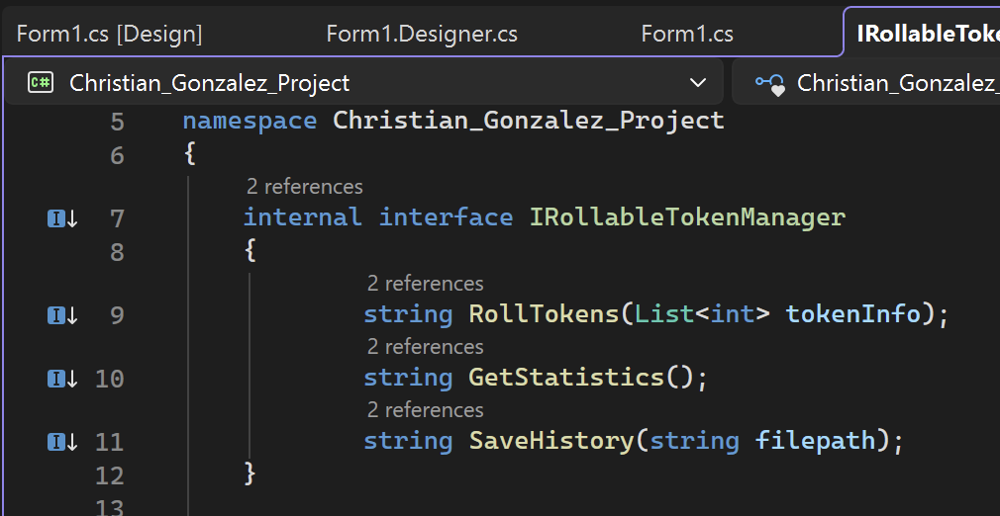 Form1.cs [Design] Form1.Designer.cs Form1.cs
C# Christian_Gonzalez_Project Christian_Gonzalez_
5 namespace Christian_Gonzalez_Project
6 {
2 references
7 internal interface IRollableTokenManager
8 {
2 references
9 string RollTokens(List<int> tokenInfo);
2 references
10 string GetStatistics();
2 references
11 string SaveHistory(string filepath);
12 }
13